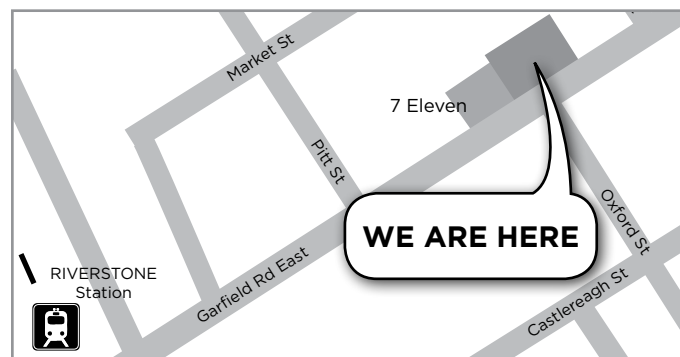 Market St
7 Eleven
Pitt St
WE ARE HERE
Oxford St
RIVERSTONE
Station
Garfield Rd East
Castlereagh St